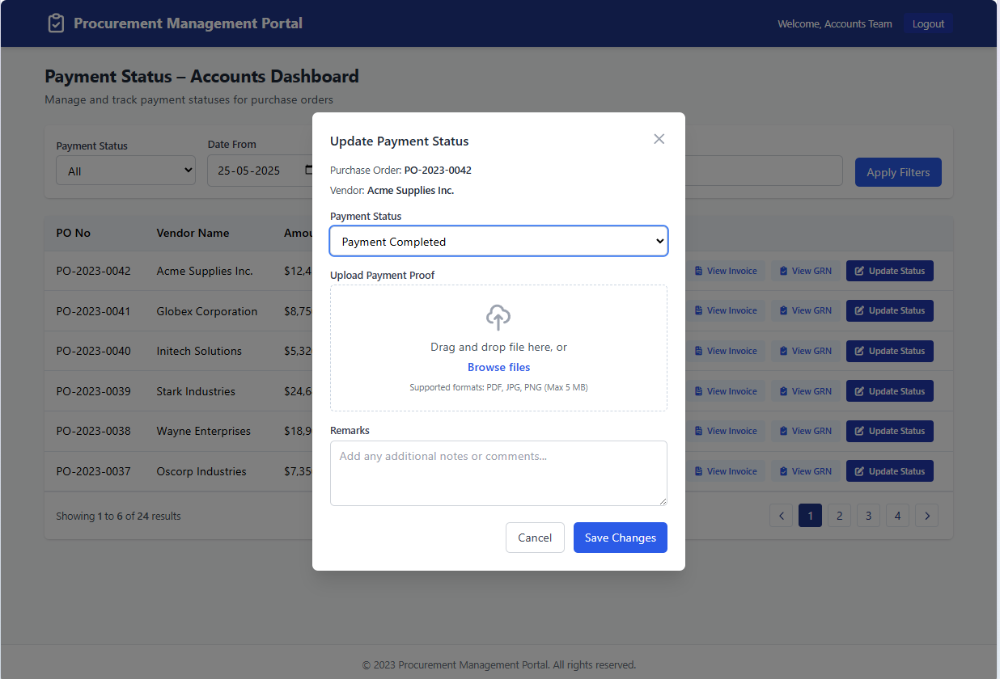 Procurement Management Portal
Welcome, Accounts Team
Logout
Payment Status – Accounts Dashboard
Manage and track payment statuses for purchase orders
Payment Status
All
Date From
25-05-2025
Apply Filters
Update Payment Status
Purchase Order: PO-2023-0042
Vendor: Acme Supplies Inc.
Payment Status
Payment Completed
Upload Payment Proof
Drag and drop file here, or
Browse files
Supported formats: PDF, JPG, PNG (Max 5 MB)
Remarks
Add any additional notes or comments...
Cancel
Save Changes
PO No Vendor Name Amou
PO-2023-0042 Acme Supplies Inc. $12,4 View Invoice View GRN Update Status
PO-2023-0041 Globex Corporation $8,75 View Invoice View GRN Update Status
PO-2023-0040 Initech Solutions $5,32 View Invoice View GRN Update Status
PO-2023-0039 Stark Industries $24,6 View Invoice View GRN Update Status
PO-2023-0038 Wayne Enterprises $18,9 View Invoice View GRN Update Status
PO-2023-0037 Oscorp Industries $7,35 View Invoice View GRN Update Status
Showing 1 to 6 of 24 results
1 2 3 4
© 2023 Procurement Management Portal. All rights reserved.